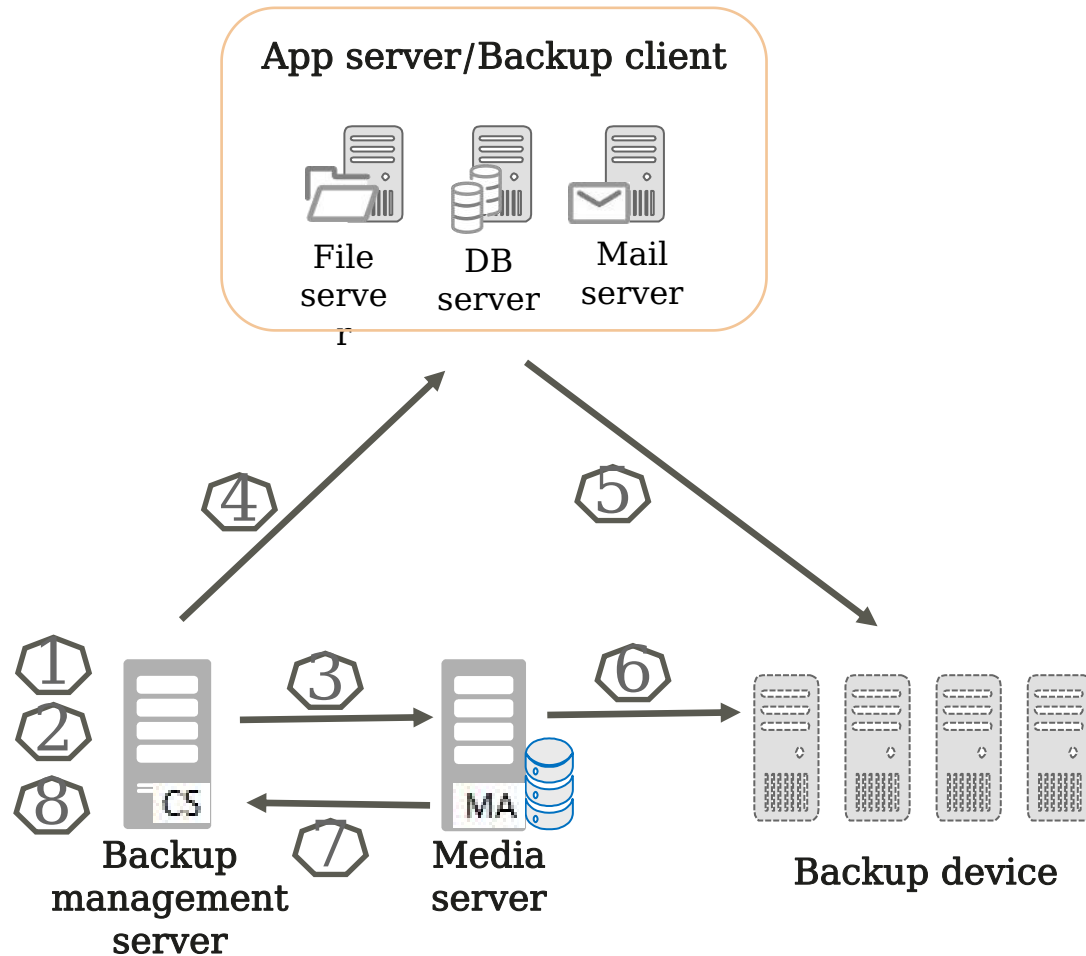 App server/Backup client
File
serve
r
DB
server
Mail
server
4
5
1
2
8
3
6
7
CS
MA
Backup
management
server
Media
server
Backup device